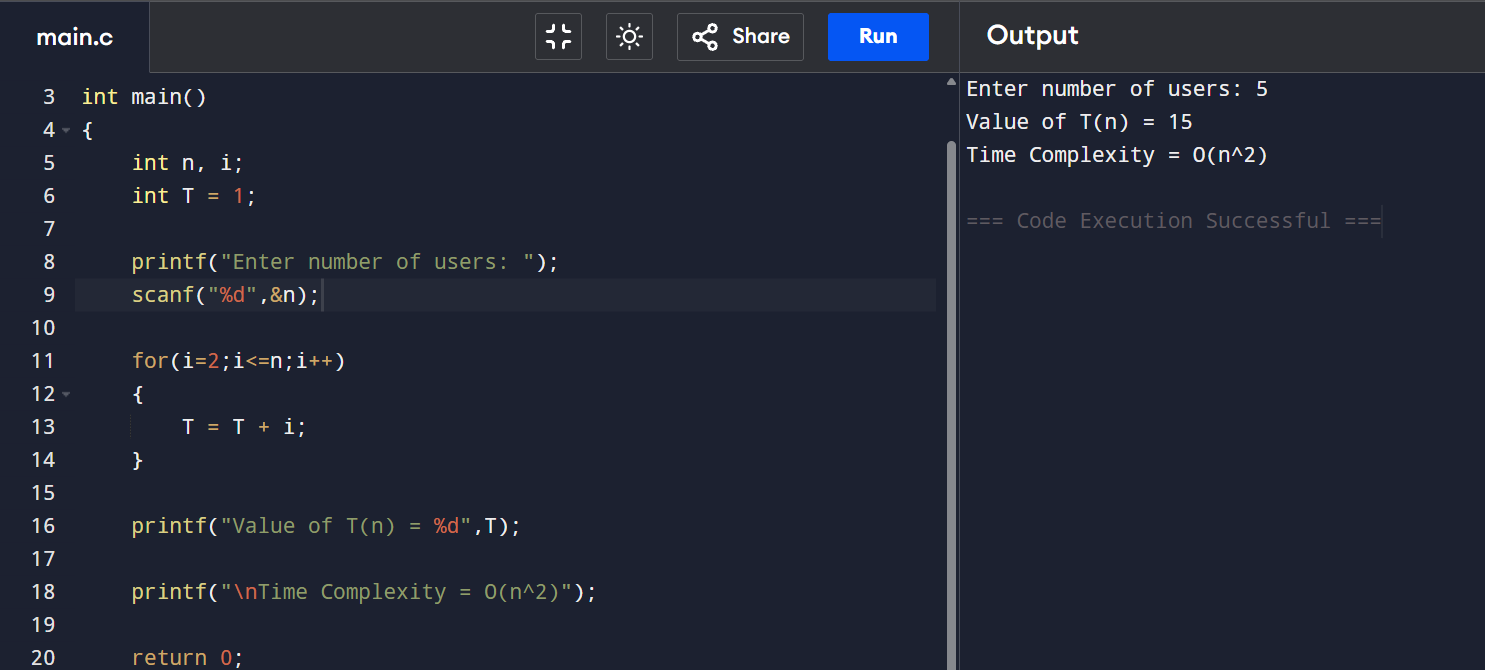 main.c
Share
Run
Output
3 int main()
4 {
5 int n, i;
6 int T = 1;
7
8 printf("Enter number of users: ");
9 scanf("%d",&n);
10
11 for(i=2;i<=n;i++)
12 {
13 T = T + i;
14 }
15
16 printf("Value of T(n) = %d",T);
17
18 printf("\nTime Complexity = O(n^2)");
19
20 return 0;
Enter number of users: 5
Value of T(n) = 15
Time Complexity = O(n^2)
=== Code Execution Successful ===